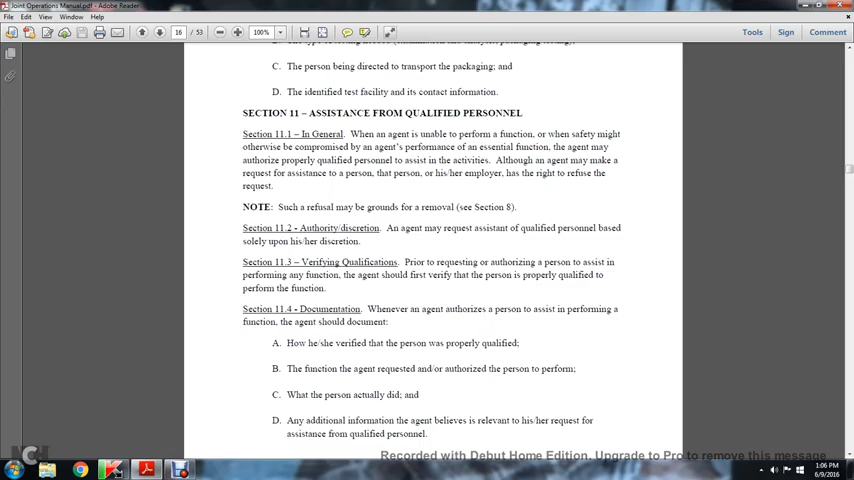 Joint Operations Manual.pdf - Adobe Reader
File Edit View Window Help
16 / 53 100% Tools Sign Comment
C. The person being directed to transport the packaging; and
D. The identified test facility and its contact information.
SECTION 11 – ASSISTANCE FROM QUALIFIED PERSONNEL
Section 11.1 – In General. When an agent is unable to perform a function, or when safety might
otherwise be compromised by an agent's performance of an essential function, the agent may
authorize properly qualified personnel to assist in the activities. Although an agent may make a
request for assistance to a person, that person, or his/her employer, has the right to refuse the
request.
NOTE: Such a refusal may be grounds for a removal (see Section 8).
Section 11.2 - Authority/discretion. An agent may request assistant of qualified personnel based
solely upon his/her discretion.
Section 11.3 – Verifying Qualifications. Prior to requesting or authorizing a person to assist in
performing any function, the agent should first verify that the person is properly qualified to
perform the function.
Section 11.4 - Documentation. Whenever an agent authorizes a person to assist in performing a
function, the agent should document:
A. How he/she verified that the person was properly qualified;
B. The function the agent requested and/or authorized the person to perform;
C. What the person actually did; and
D. Any additional information the agent believes is relevant to his/her request for
assistance from qualified personnel.
NCH
Recorded with Debut Home Edition. Upgrade to Pro to remove this message
1:06 PM
6/9/2016